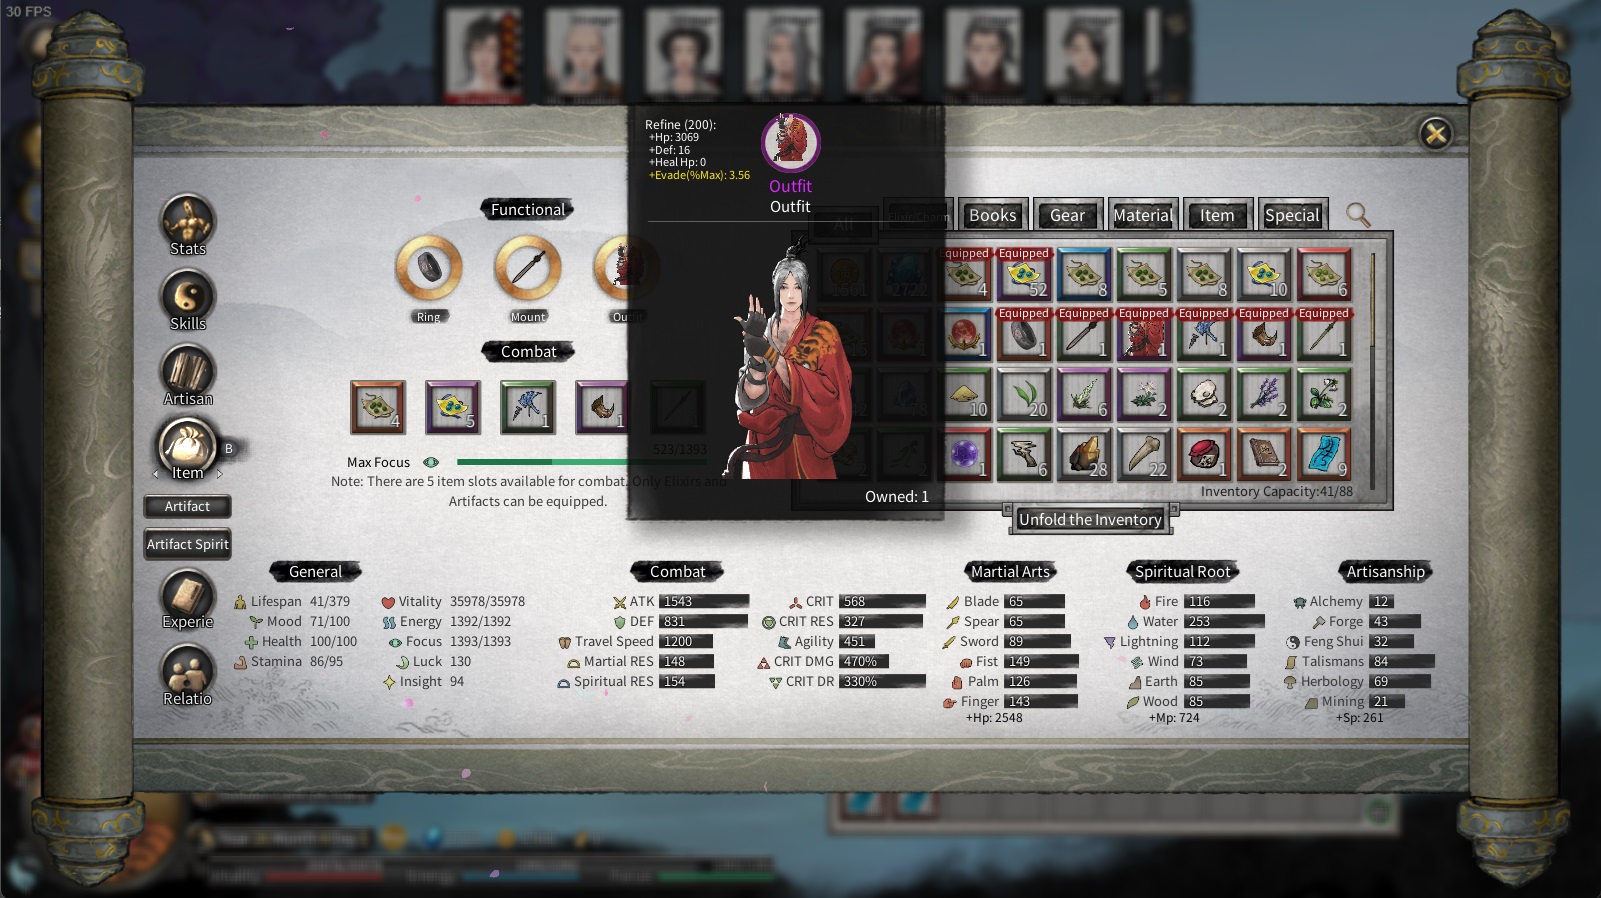 30 FPS
Refine (200):
+Hp: 3069
+Def: 16
+Heal Hp: 0
+Evade(%Max): 3.56
Outfit
Outfit
Owned: 1
Functional
Ring
Mount
Outfit
Combat
4
5
1
1
1
Max Focus
523/1393
Note: There are 5 item slots available for combat. Only Elixirs and
Artifacts can be equipped.
Stats
Skills
Artisan
Item
B
Artifact
Artifact Spirit
Experie
Relatio
All
Elixir/Charm
Books
Gear
Material
Item
Special
1561 2722
Equipped Equipped
4 52 8 5 8 10 6
Equipped Equipped Equipped Equipped Equipped Equipped
1 1 1 1 1 1 1
10 20 6 2 2 2 2
1 6 28 22 1 2 9
Inventory Capacity:41/88
Unfold the Inventory
General
Lifespan 41/379
Mood 71/100
Health 100/100
Stamina 86/95
Vitality 35978/35978
Energy 1392/1392
Focus 1393/1393
Luck 130
Insight 94
Combat
ATK 1543
DEF 831
Travel Speed 1200
Martial RES 148
Spiritual RES 154
CRIT 568
CRIT RES 327
Agility 451
CRIT DMG 470%
CRIT DR 330%
Martial Arts
Blade 65
Spear 65
Sword 89
Fist 149
Palm 126
Finger 143
+Hp: 2548
Spiritual Root
Fire 116
Water 253
Lightning 112
Wind 73
Earth 85
Wood 85
+Mp: 724
Artisanship
Alchemy 12
Forge 43
Feng Shui 32
Talismans 84
Herbology 69
Mining 21
+Sp: 261